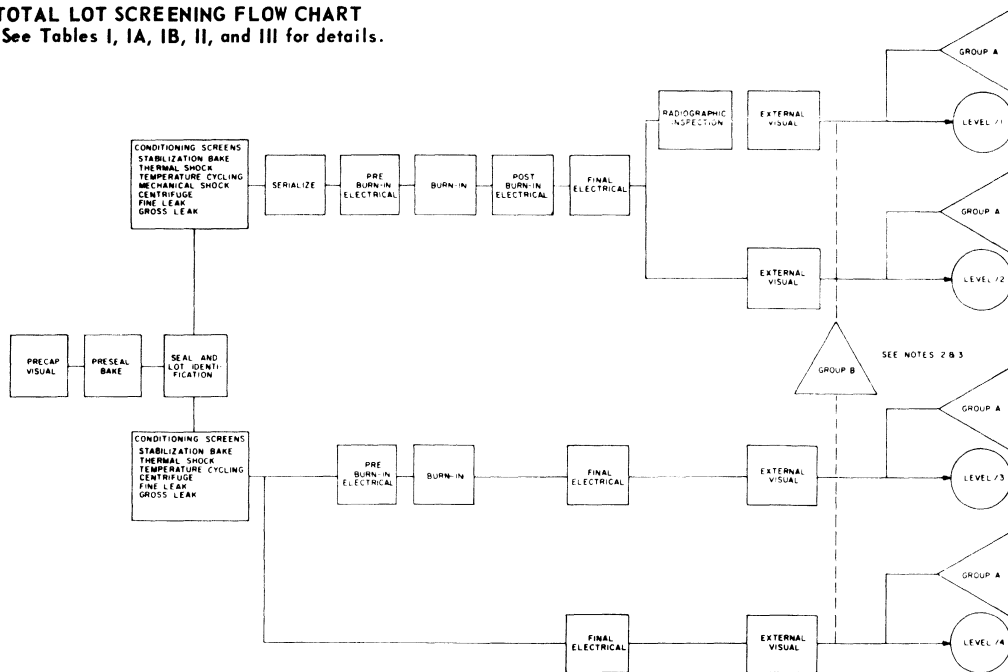 TOTAL LOT SCREENING FLOW CHART
See Tables I, IA, IB, II, and III for details.
GROUP A
RADIOGRAPHIC
INSPECTION
EXTERNAL
VISUAL
LEVEL /1
CONDITIONING SCREENS
STABILIZATION BAKE
THERMAL SHOCK
TEMPERATURE CYCLING
MECHANICAL SHOCK
CENTRIFUGE
FINE LEAK
GROSS LEAK
SERIALIZE
PRE
BURN-IN
ELECTRICAL
BURN-IN
POST
BURN-IN
ELECTRICAL
FINAL
ELECTRICAL
GROUP A
EXTERNAL
VISUAL
LEVEL /2
PRECAP
VISUAL
PRESEAL
BAKE
SEAL AND
LOT IDENTI-
FICATION
GROUP B
SEE NOTES 2 & 3
GROUP A
CONDITIONING SCREENS
STABILIZATION BAKE
THERMAL SHOCK
TEMPERATURE CYCLING
CENTRIFUGE
FINE LEAK
GROSS LEAK
PRE
BURN-IN
ELECTRICAL
BURN-IN
FINAL
ELECTRICAL
EXTERNAL
VISUAL
LEVEL /3
GROUP A
FINAL
ELECTRICAL
EXTERNAL
VISUAL
LEVEL /4